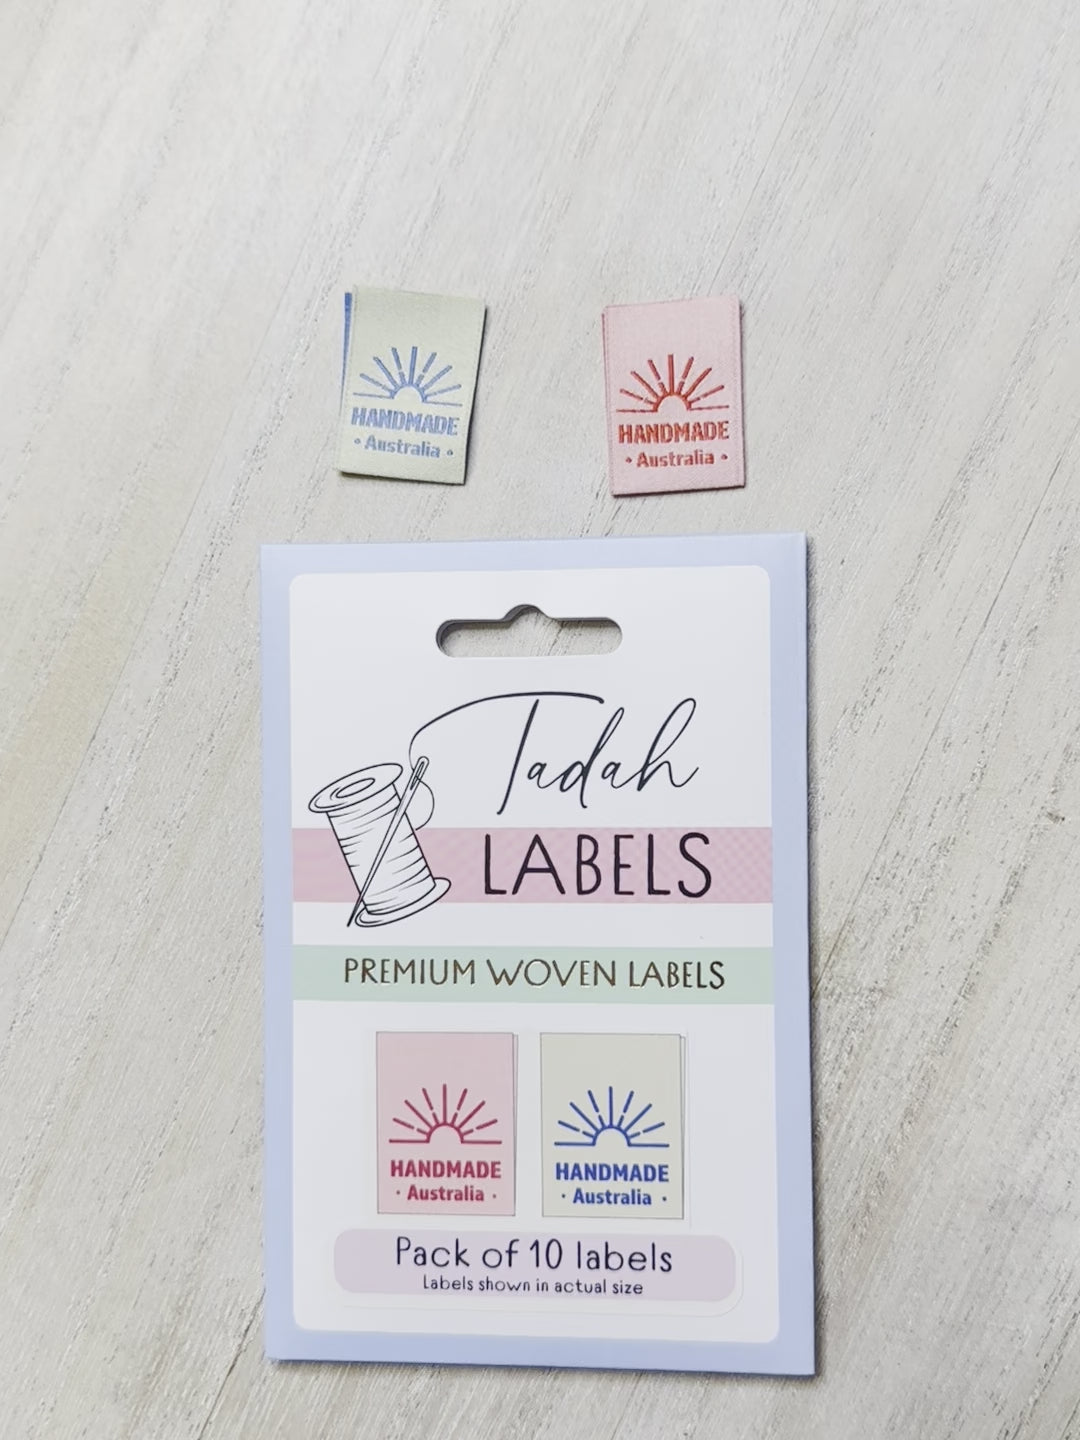 HANDMADE
• Australia •
HANDMADE
• Australia •
Tadah
LABELS
PREMIUM WOVEN LABELS
HANDMADE
• Australia •
HANDMADE
• Australia •
Pack of 10 labels
Labels shown in actual size